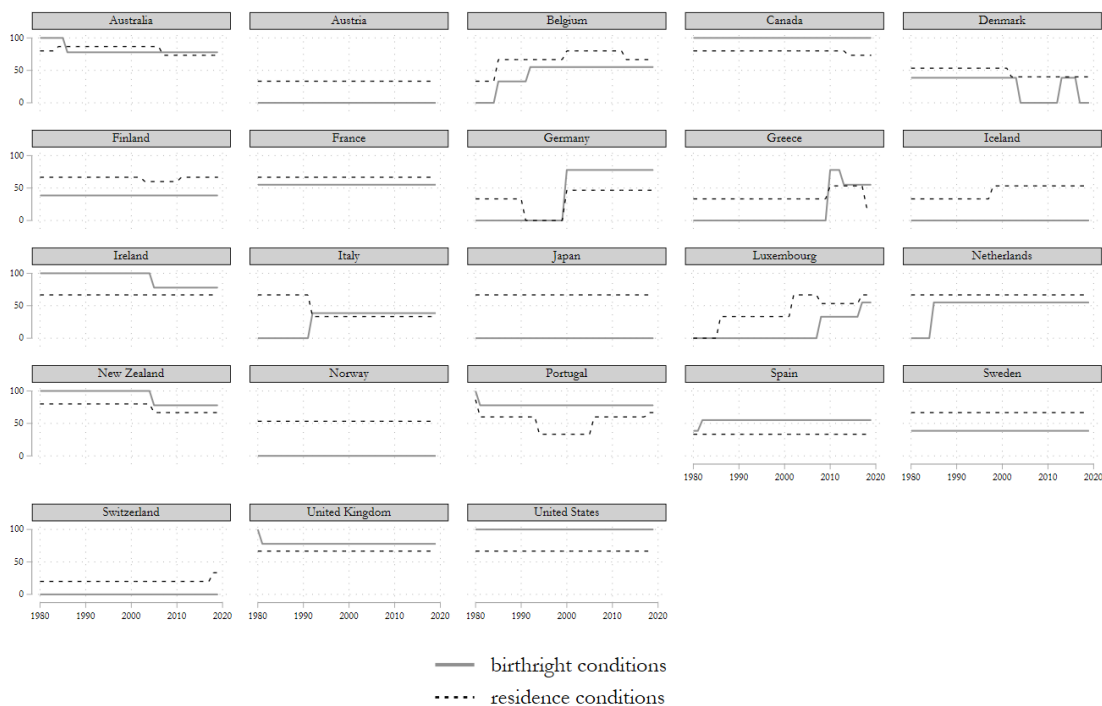 Australia Austria Belgium Canada Denmark
100
50
0
Finland France Germany Greece Iceland
100
50
0
Ireland Italy Japan Luxembourg Netherlands
100
50
0
New Zealand Norway Portugal Spain Sweden
100
50
0
1980 1990 2000 2010 2020 1980 1990 2000 2010 2020
Switzerland United Kingdom United States
100
50
0
1980 1990 2000 2010 2020 1980 1990 2000 2010 2020 1980 1990 2000 2010 2020
birthright conditions
residence conditions